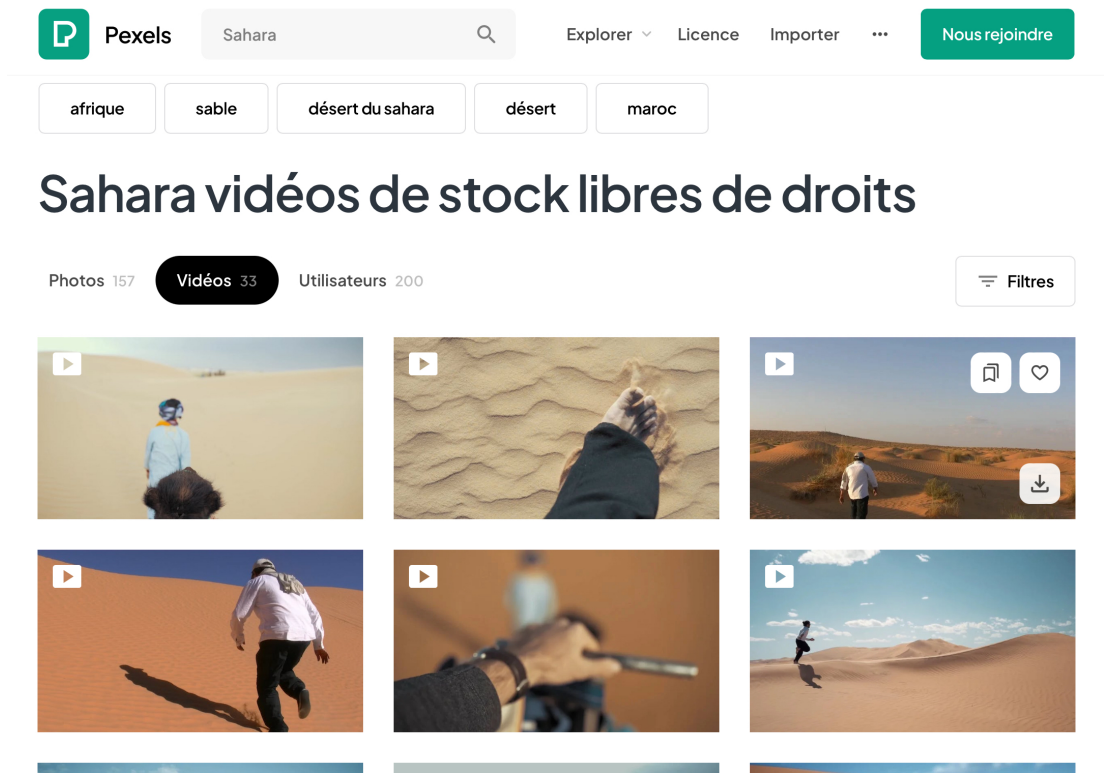 Pexels
Sahara
Explorer
Licence
Importer
Nous rejoindre
afrique
sable
désert du sahara
désert
maroc
Sahara vidéos de stock libres de droits
Photos 157
Vidéos 33
Utilisateurs 200
Filtres